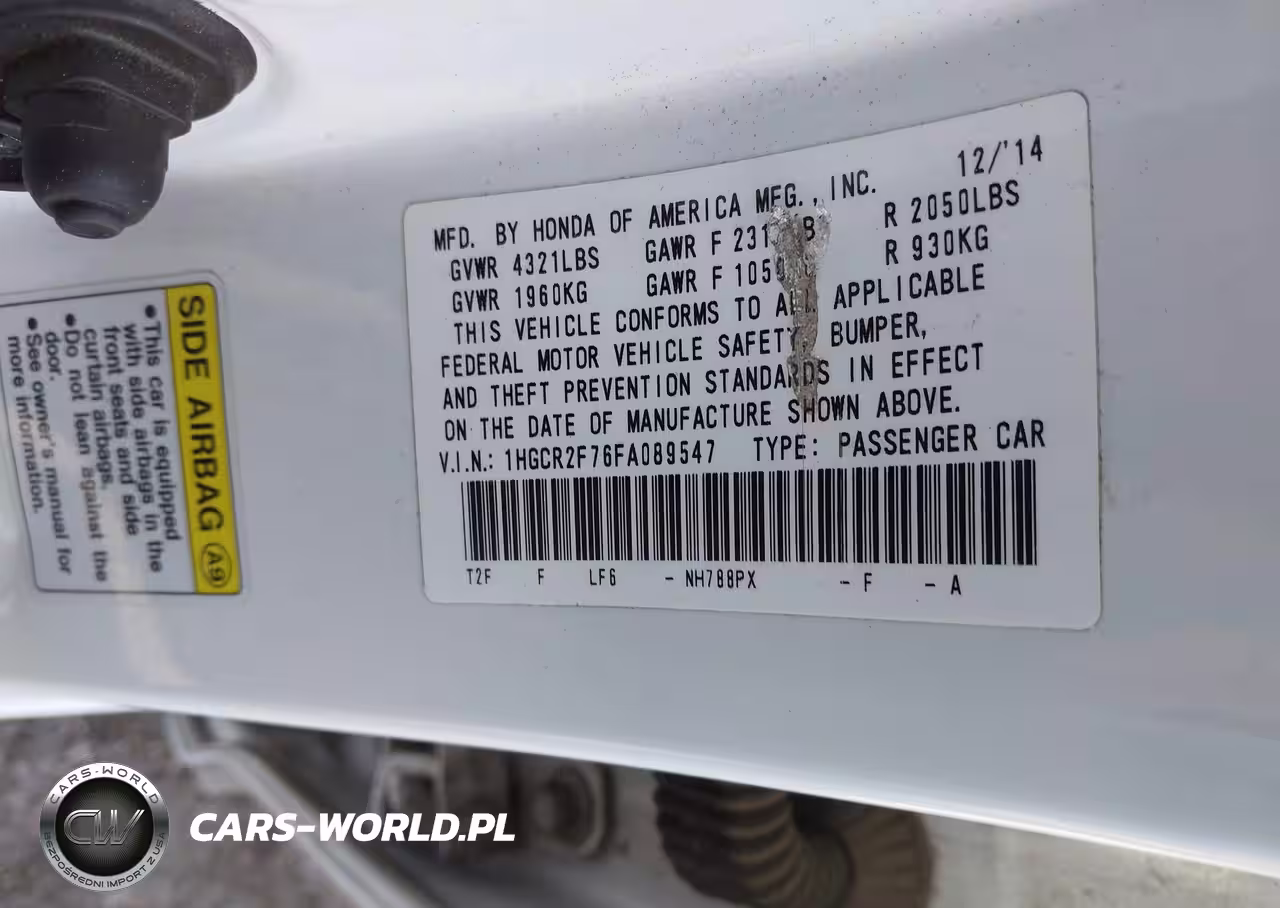 12/'14
MFD. BY HONDA OF AMERICA MFG., INC.
GVWR 4321LBS GAWR F R 2050LBS
GVWR 1960KG GAWR F R 930KG
THIS VEHICLE CONFORMS TO ALL APPLICABLE
FEDERAL MOTOR VEHICLE SAFETY, BUMPER,
AND THEFT PREVENTION STANDARDS IN EFFECT
ON THE DATE OF MANUFACTURE SHOWN ABOVE.
V.I.N.: 1HGCR2F76FA089547 TYPE: PASSENGER CAR
T2F F LF6 - NH788PX - F - A
SIDE AIRBAG A9
•This car is equipped
with side airbags in the
front seats and side
curtain airbags.
•Do not lean against the
door.
•See owner's manual for
more information.
CARS-WORLD
CW
BEZPOŚREDNI IMPORT Z USA
CARS-WORLD.PL